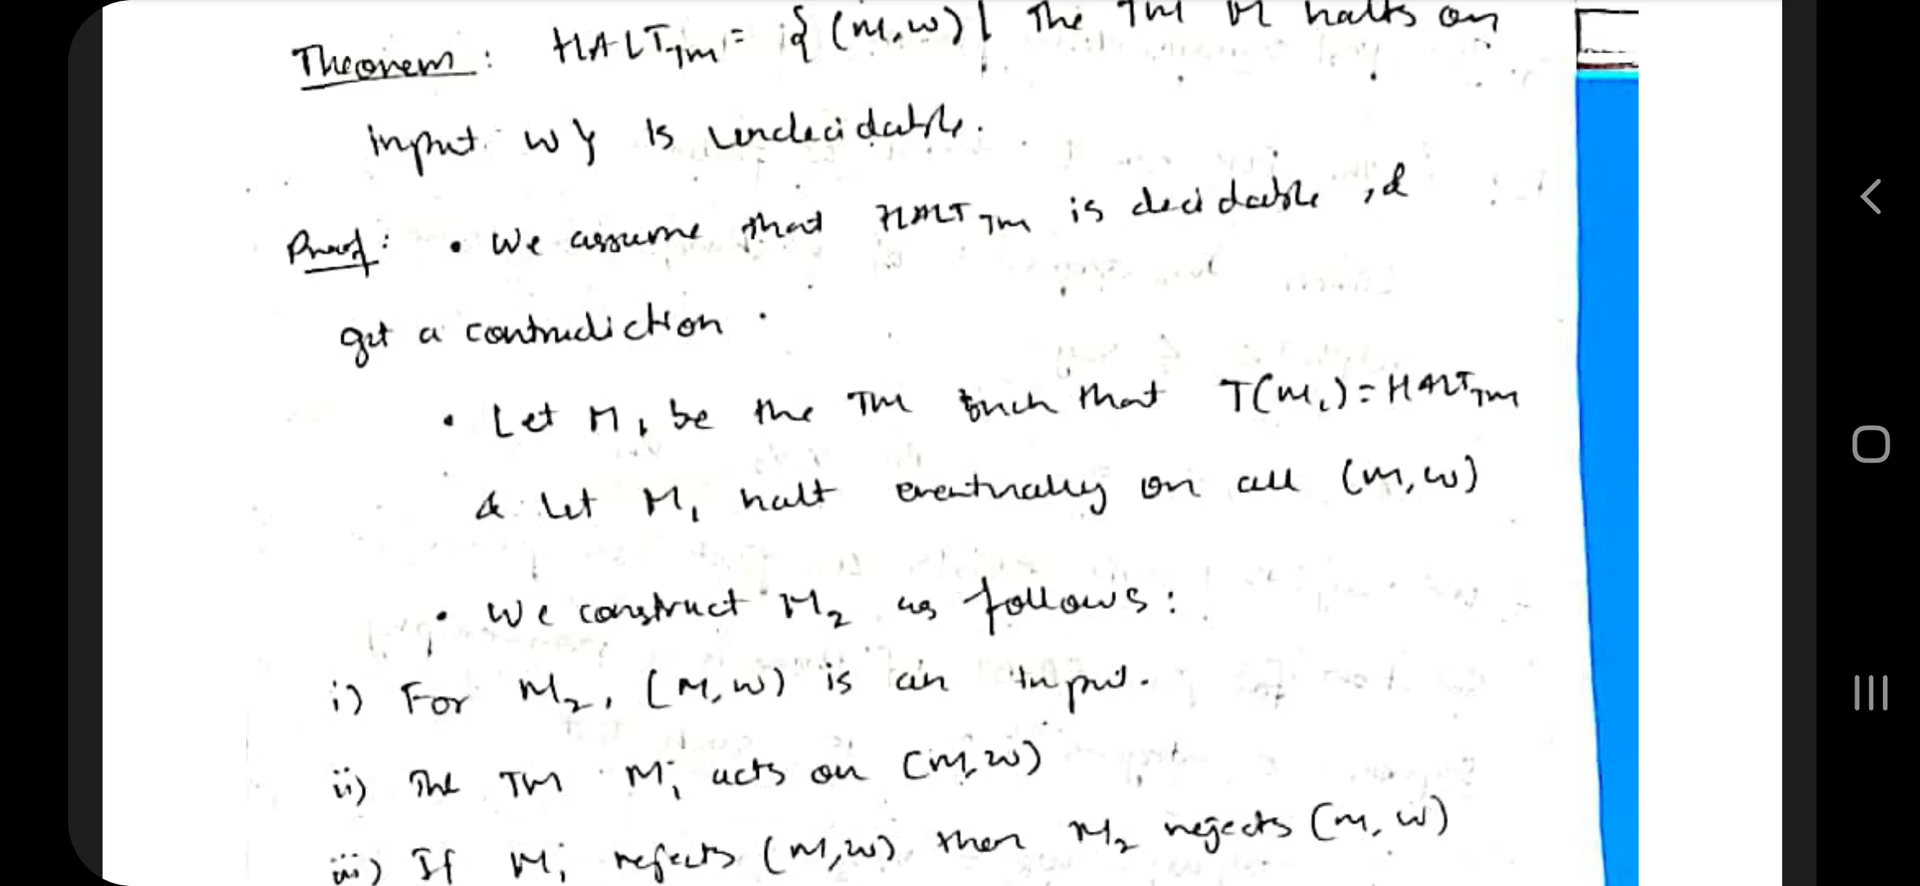 Theorem : HALT_TM = {(M,w) | The TM M halts on
input w} is undecidable.
Proof : • We assume that HALT_TM is decidable, &
get a contradiction.
• Let M₁ be the TM such that T(M₁) = HALT_TM
& let M₁ halt eventually on all (M,w)
• We construct M₂ as follows:
i) For M₂, (M,w) is an input.
ii) The TM M₁ acts on (M,w)
iii) If M₁ rejects (M,w) then M₂ rejects (M,w)